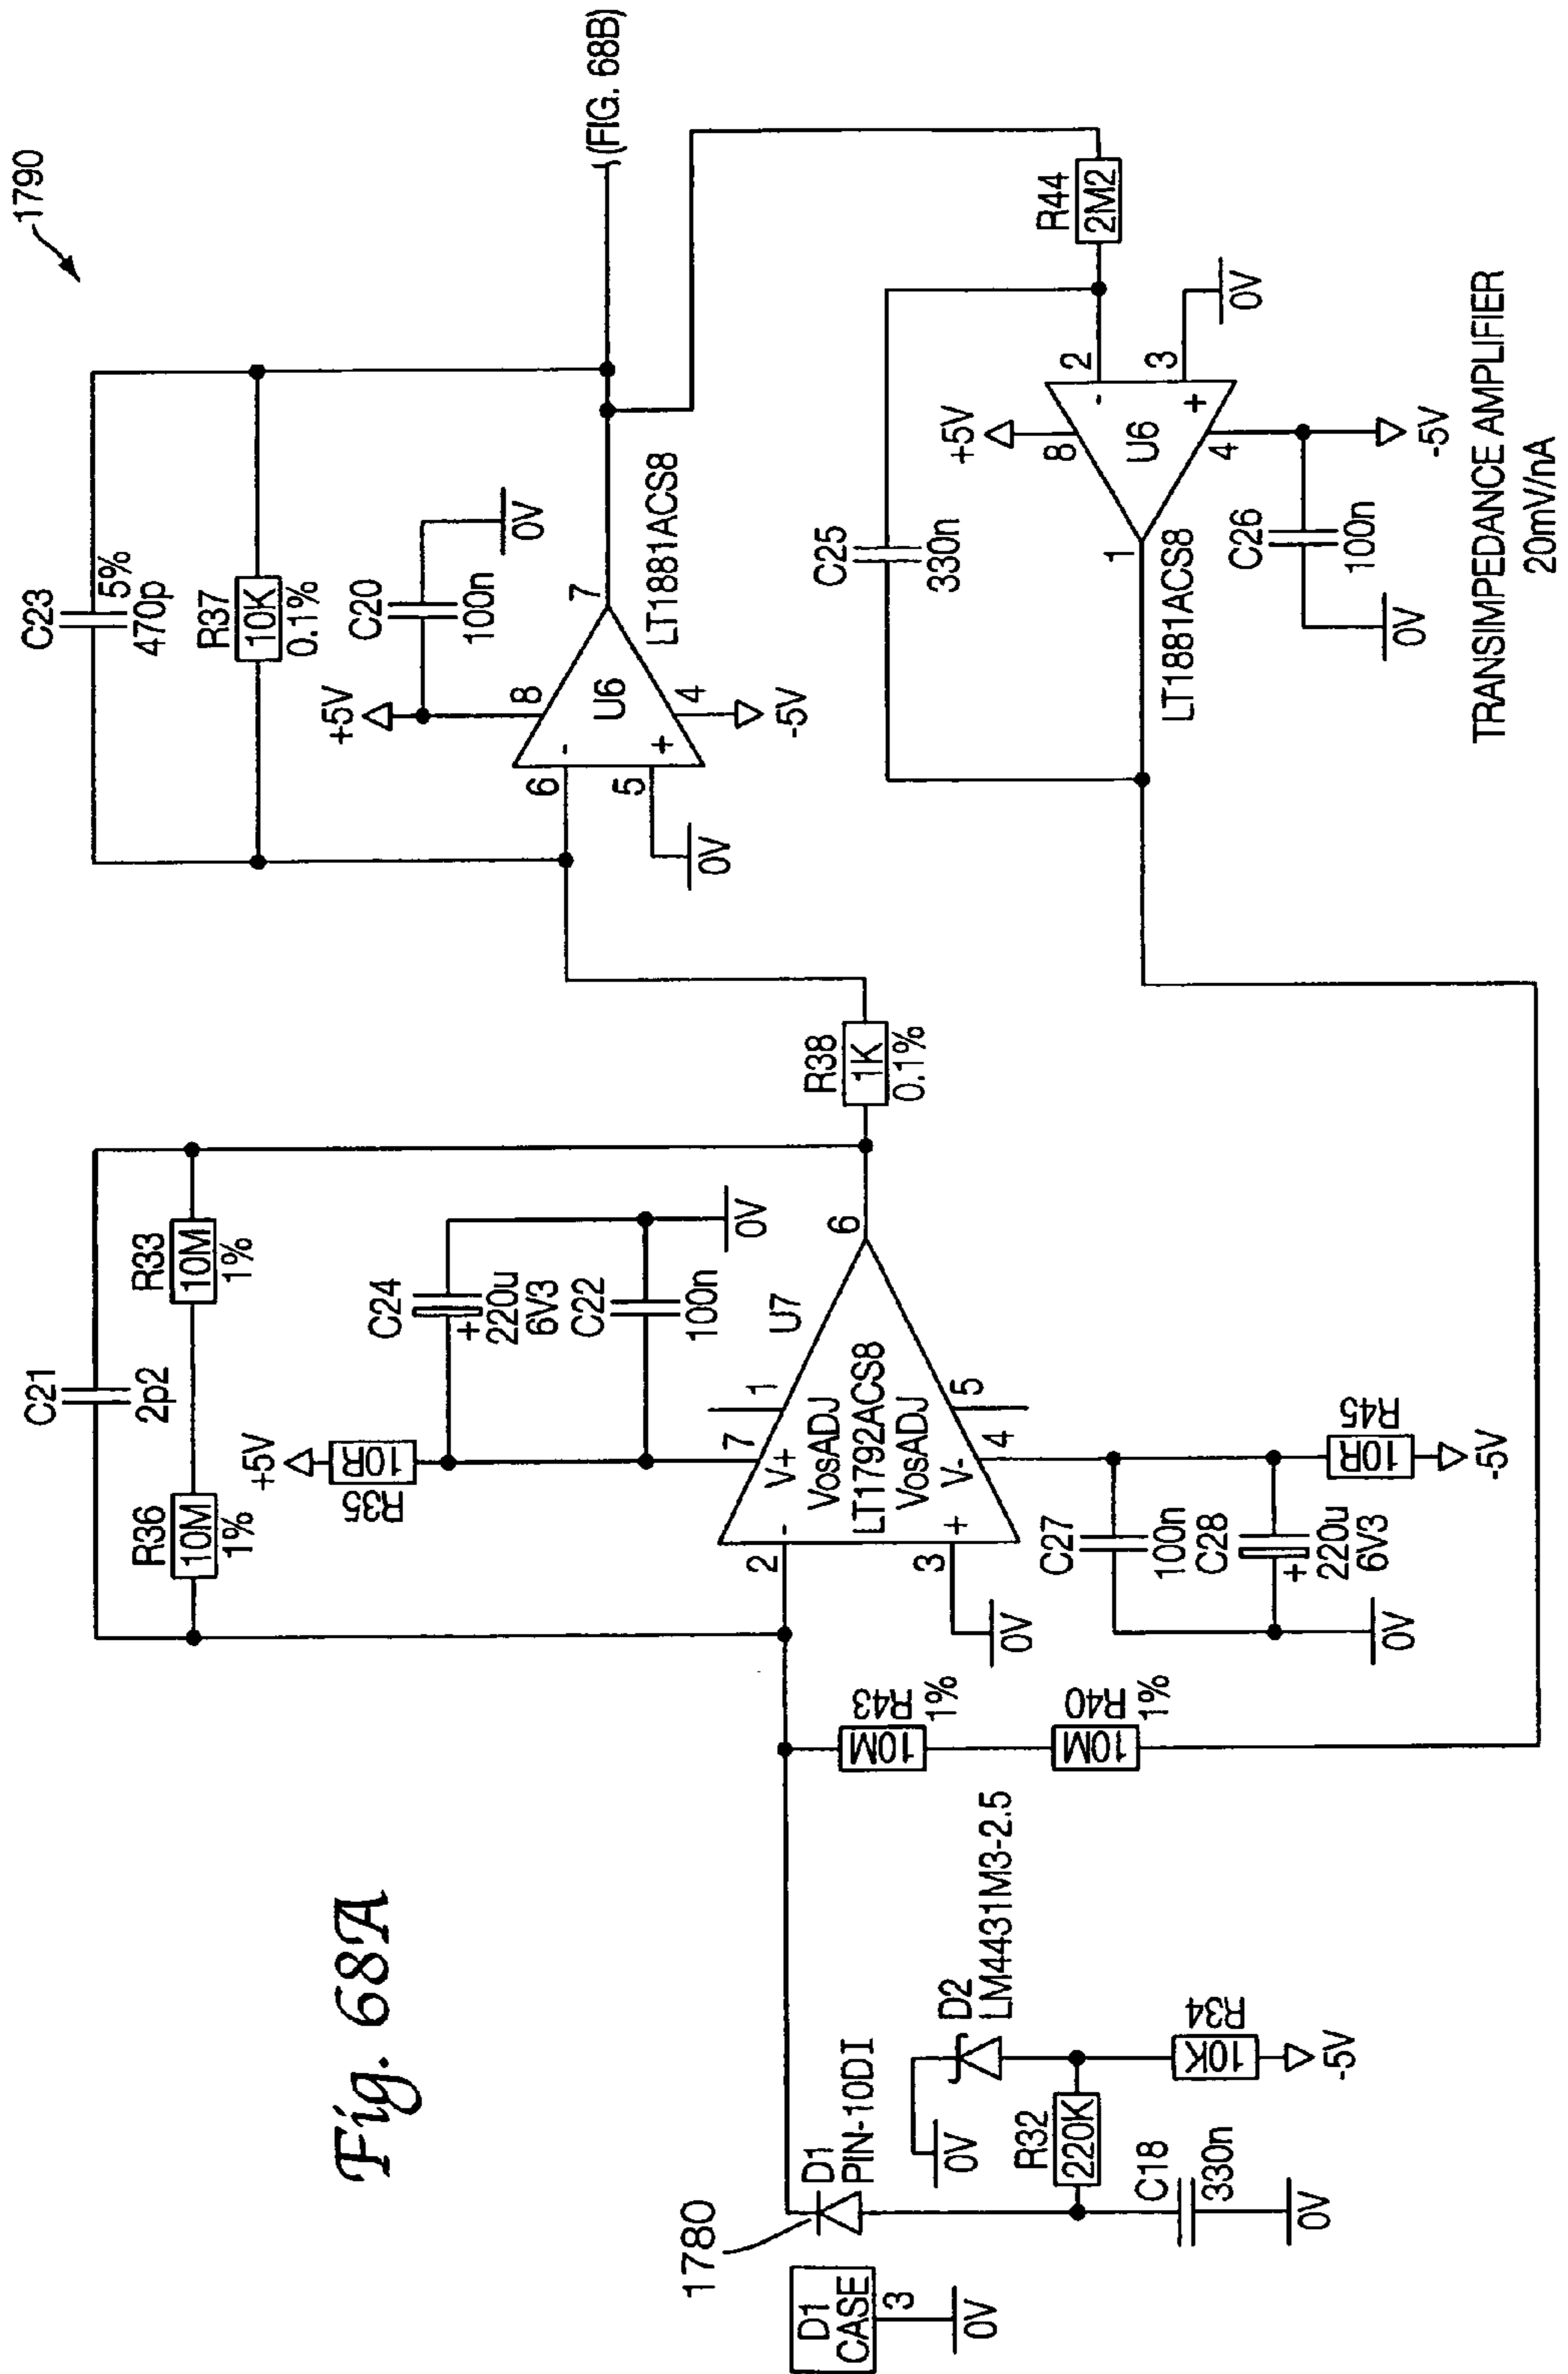 Fig. 68A
1790
C21
2p2
R36
10M
1%
R33
10M
1%
+5V
R35
10R
C24
+
220u
6V3
C22
100n
0V
U7
1
7
V+
VosADJ
LT1792ACS8
VosADJ
V-
2
-
3
+
6
5
4
0V
C27
100n
C28
+
220u
6V3
0V
R45
10R
-5V
R43
10M
1%
R40
10M
1%
1780
D1
PIN-10DI
D1
CASE
3
0V
D2
LM4431M3-2.5
0V
R32
220K
R34
10K
-5V
C18
330n
0V
R38
1K
0.1%
C23
5%
470p
R37
10K
0.1%
+5V
C20
100n
0V
6
-
5
+
0V
8
U6
7
4
-5V
LT1881ACS8
(FIG. 68B)
R44
2M2
C25
330n
+5V
8
2
-
3
+
0V
U6
1
4
LT1881ACS8
C26
100n
0V
-5V
TRANSIMPEDANCE AMPLIFIER
20mV/nA